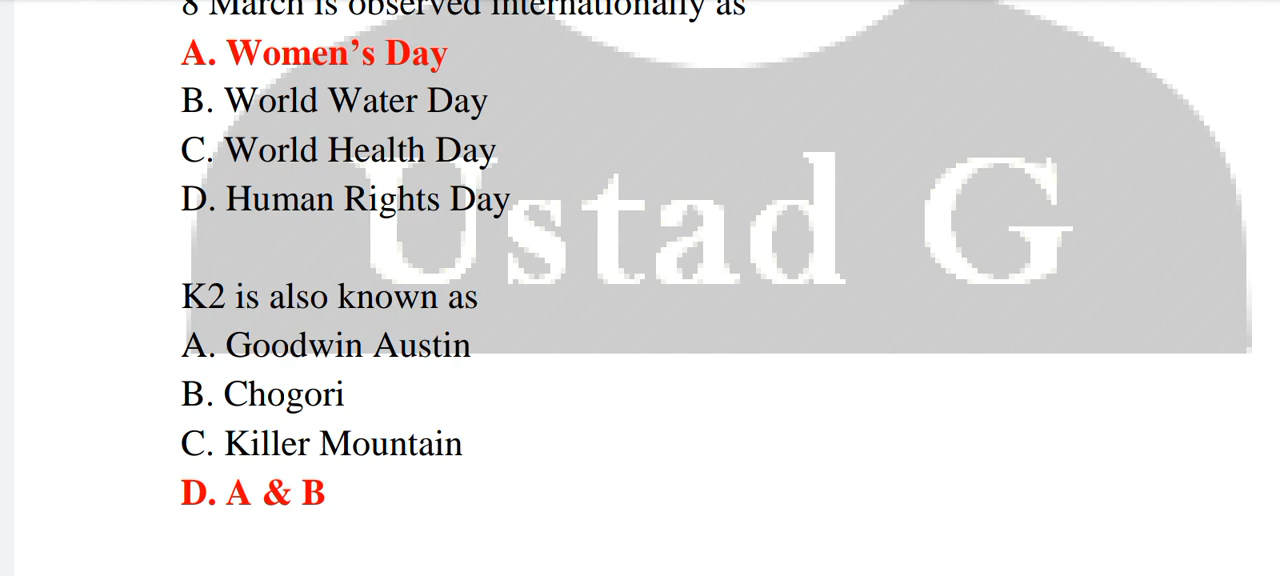 8 March is observed internationally as
A. Women’s Day
B. World Water Day
C. World Health Day
D. Human Rights Day
Ustad G
K2 is also known as
A. Goodwin Austin
B. Chogori
C. Killer Mountain
D. A & B